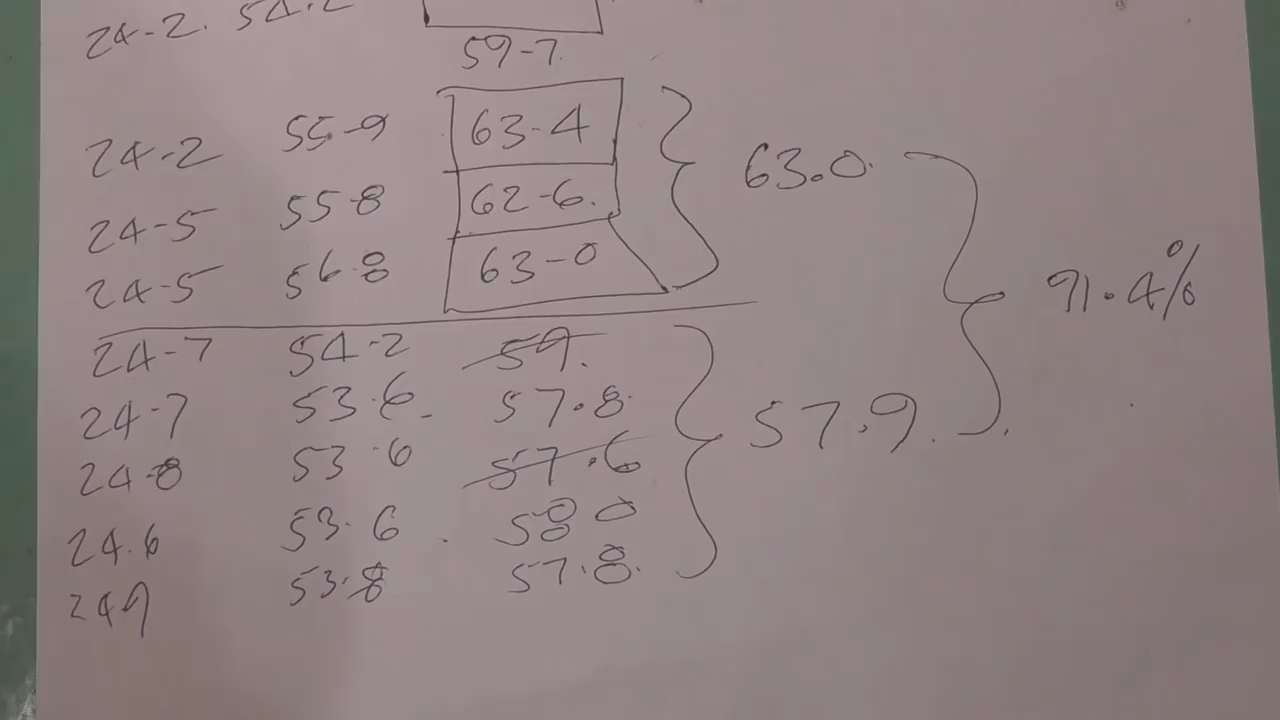 24-2. 54.2
59-7.
24-2 55-9 63-4
63.0.
24-5 55-8 62-6.
24-5 56.8 63-0
91.4%
24-7 54-2 59.
24-7 53.6 - 57.8.
57.9.
24-8 53.6 57.6
24.6 53.6 . 58 0
249 53.8 57.8.